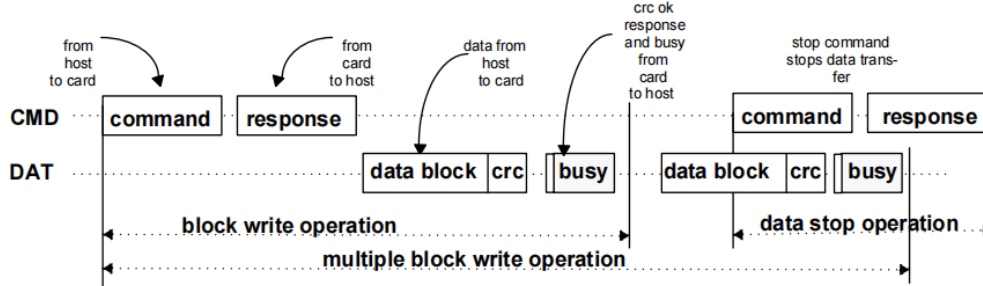 from
host
to card
from
card
to host
data from
host
to card
crc ok
response
and busy
from
card
to host
stop command
stops data trans-
fer
CMD command response command response
DAT data block crc busy data block crc busy
block write operation data stop operation
multiple block write operation